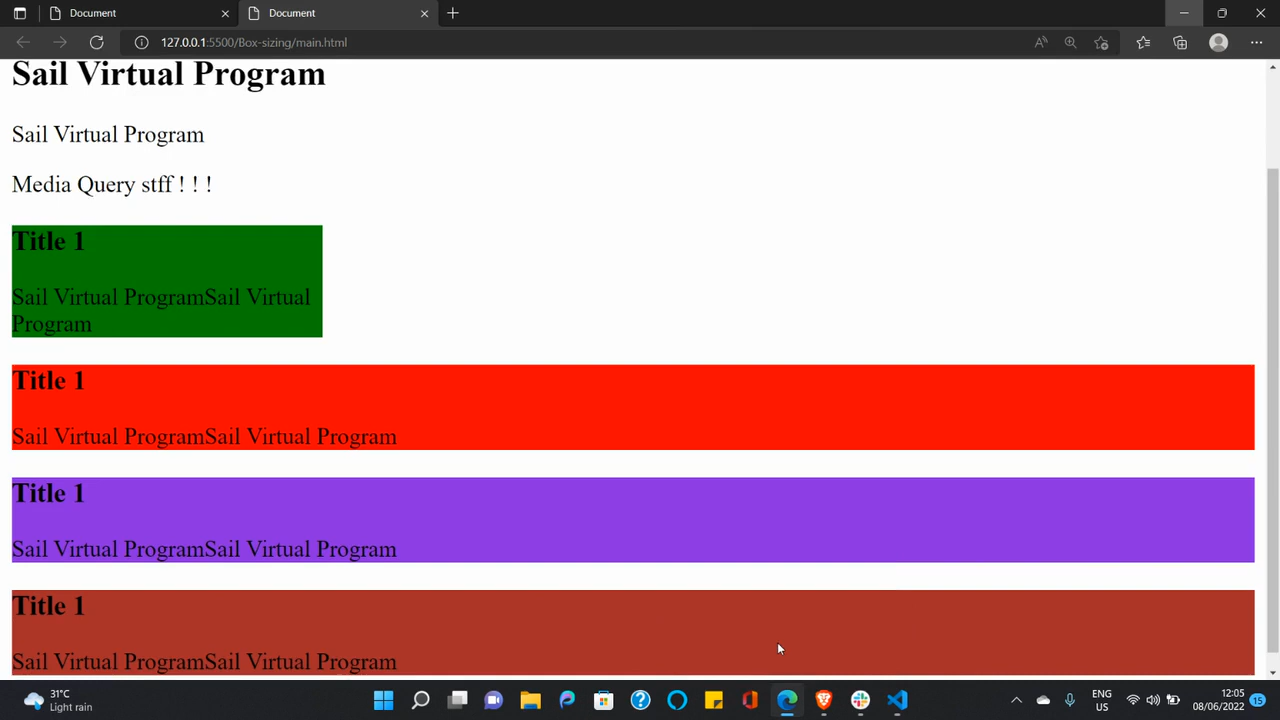 Document
Document
127.0.0.1:5500/Box-sizing/main.html
Sail Virtual Program
Sail Virtual Program
Media Query stff ! ! !
Title 1
Sail Virtual ProgramSail Virtual
Program
Title 1
Sail Virtual ProgramSail Virtual Program
Title 1
Sail Virtual ProgramSail Virtual Program
Title 1
Sail Virtual ProgramSail Virtual Program
31°C
Light rain
ENG
US
12:05
08/06/2022
15